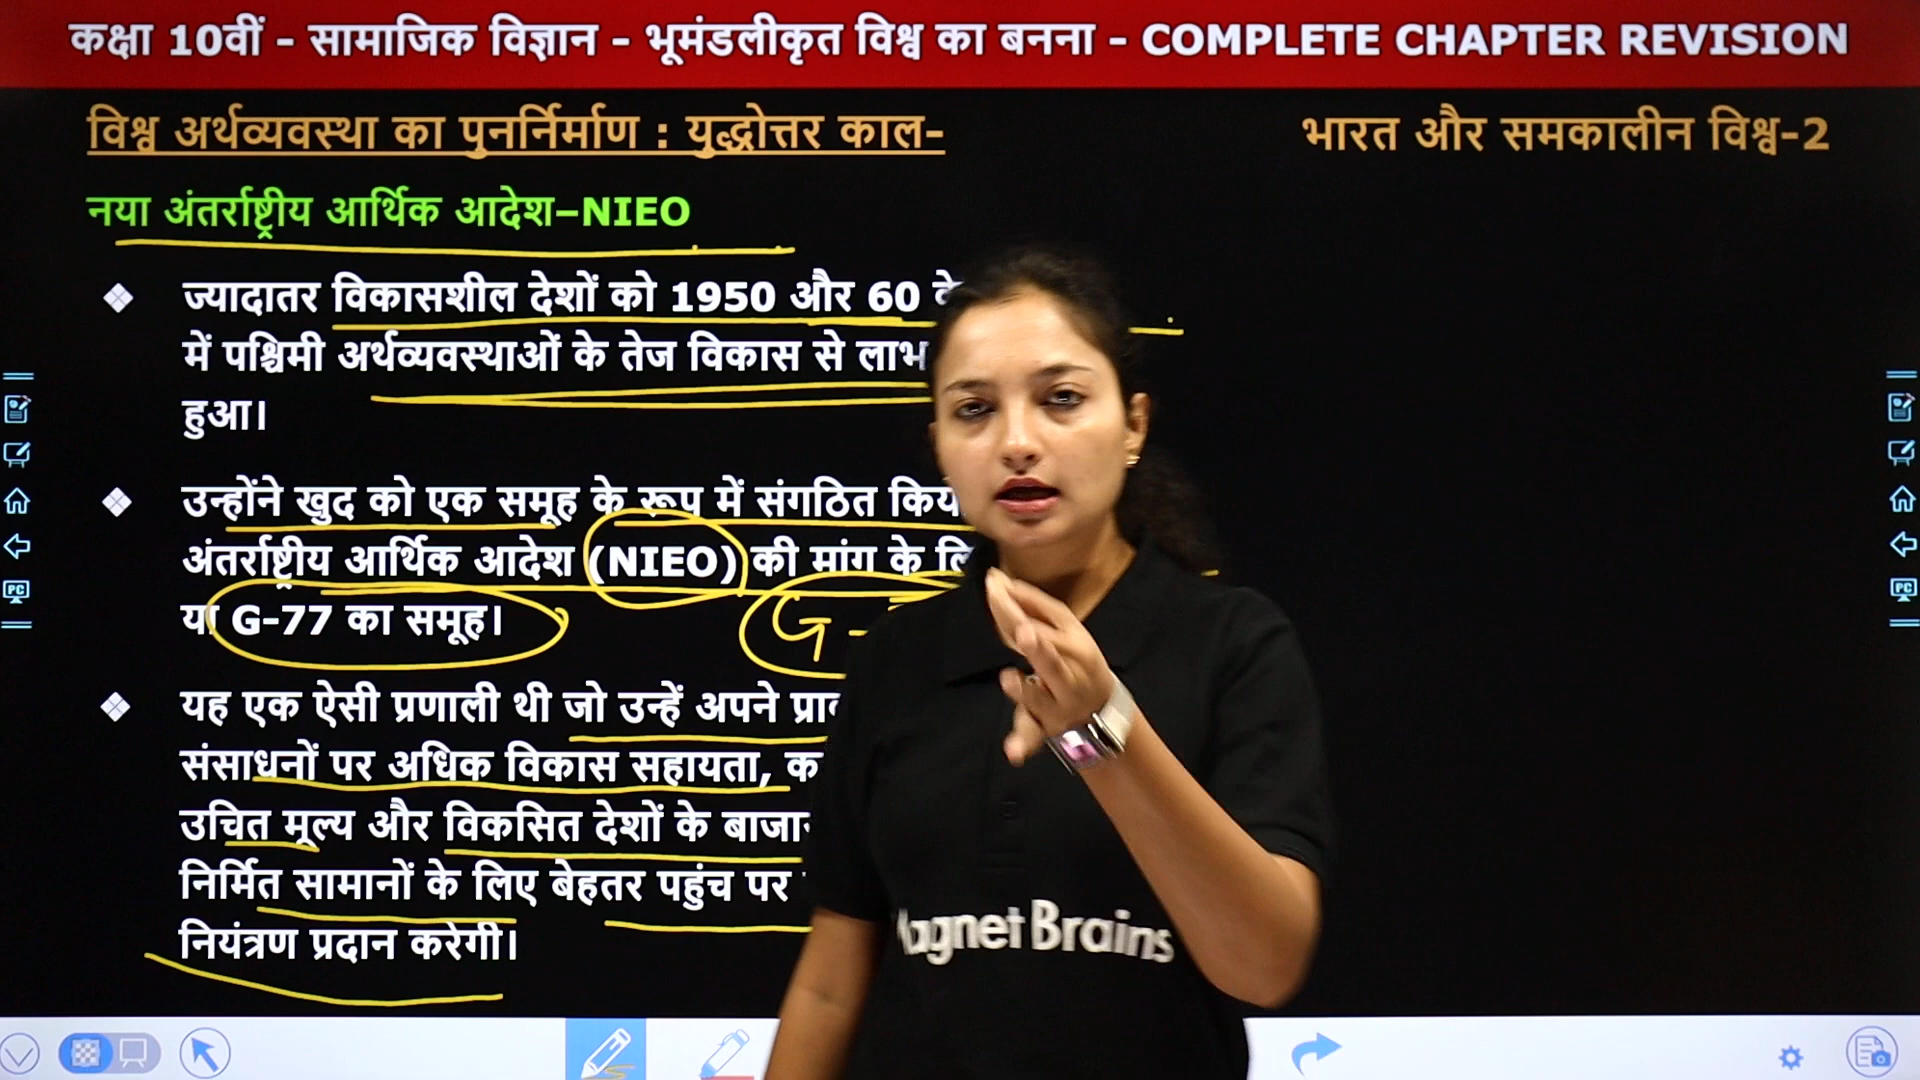 कक्षा 10वीं - सामाजिक विज्ञान - भूमंडलीकृत विश्व का बनना - COMPLETE CHAPTER REVISION
विश्व अर्थव्यवस्था का पुनर्निर्माण : युद्धोत्तर काल-
भारत और समकालीन विश्व-2
नया अंतर्राष्ट्रीय आर्थिक आदेश–NIEO
ज्यादातर विकासशील देशों को 1950 और 60
में पश्चिमी अर्थव्यवस्थाओं के तेज विकास से लाभ
हुआ।
उन्होंने खुद को एक समूह के रूप में संगठित
अंतर्राष्ट्रीय आर्थिक आदेश (NIEO) की मांग के
या G-77 का समूह।
G-
यह एक ऐसी प्रणाली थी जो उन्हें अपने
संसाधनों पर अधिक विकास सहायता,
उचित मूल्य और विकसित देशों के
निर्मित सामानों के लिए बेहतर पहुंच पर
नियंत्रण प्रदान करेगी।
agnet Brains
PC
PC